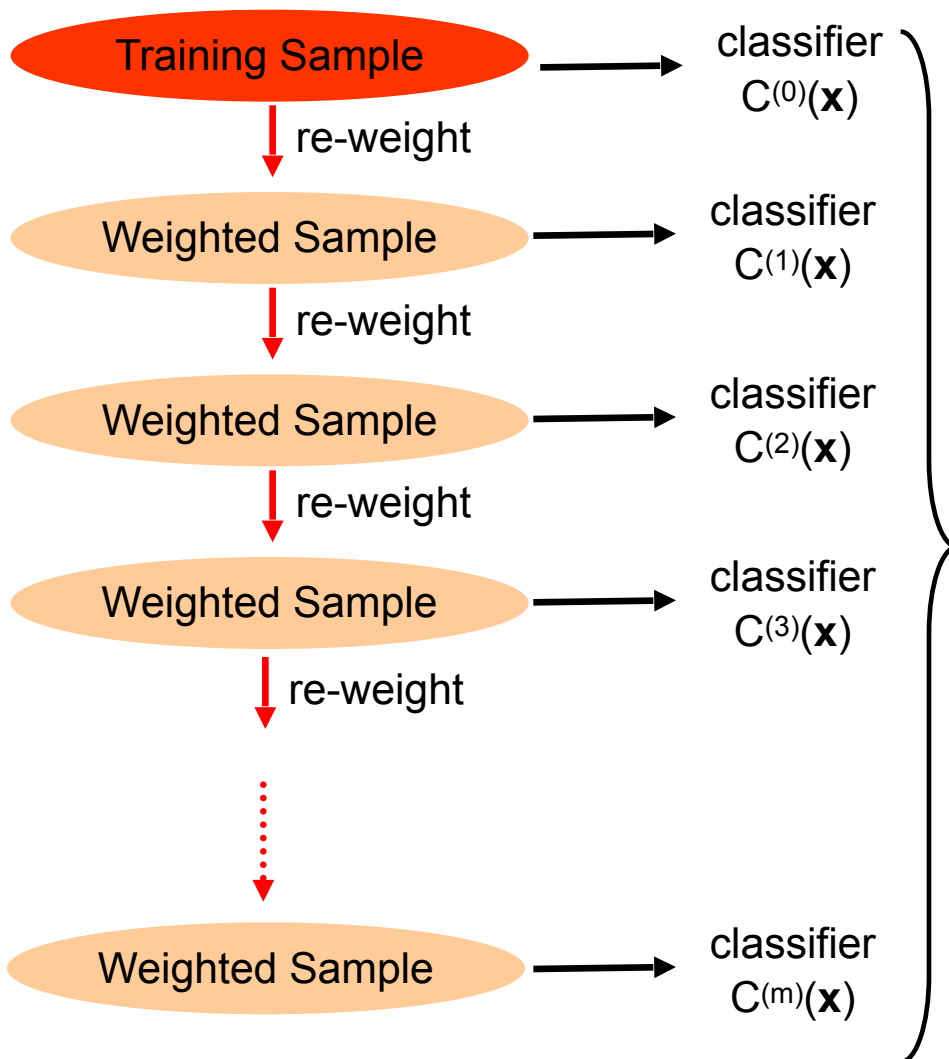 Training Sample
classifier
C⁽⁰⁾(x)
re-weight
Weighted Sample
classifier
C⁽¹⁾(x)
re-weight
Weighted Sample
classifier
C⁽²⁾(x)
re-weight
Weighted Sample
classifier
C⁽³⁾(x)
re-weight
Weighted Sample
classifier
C⁽ᵐ⁾(x)